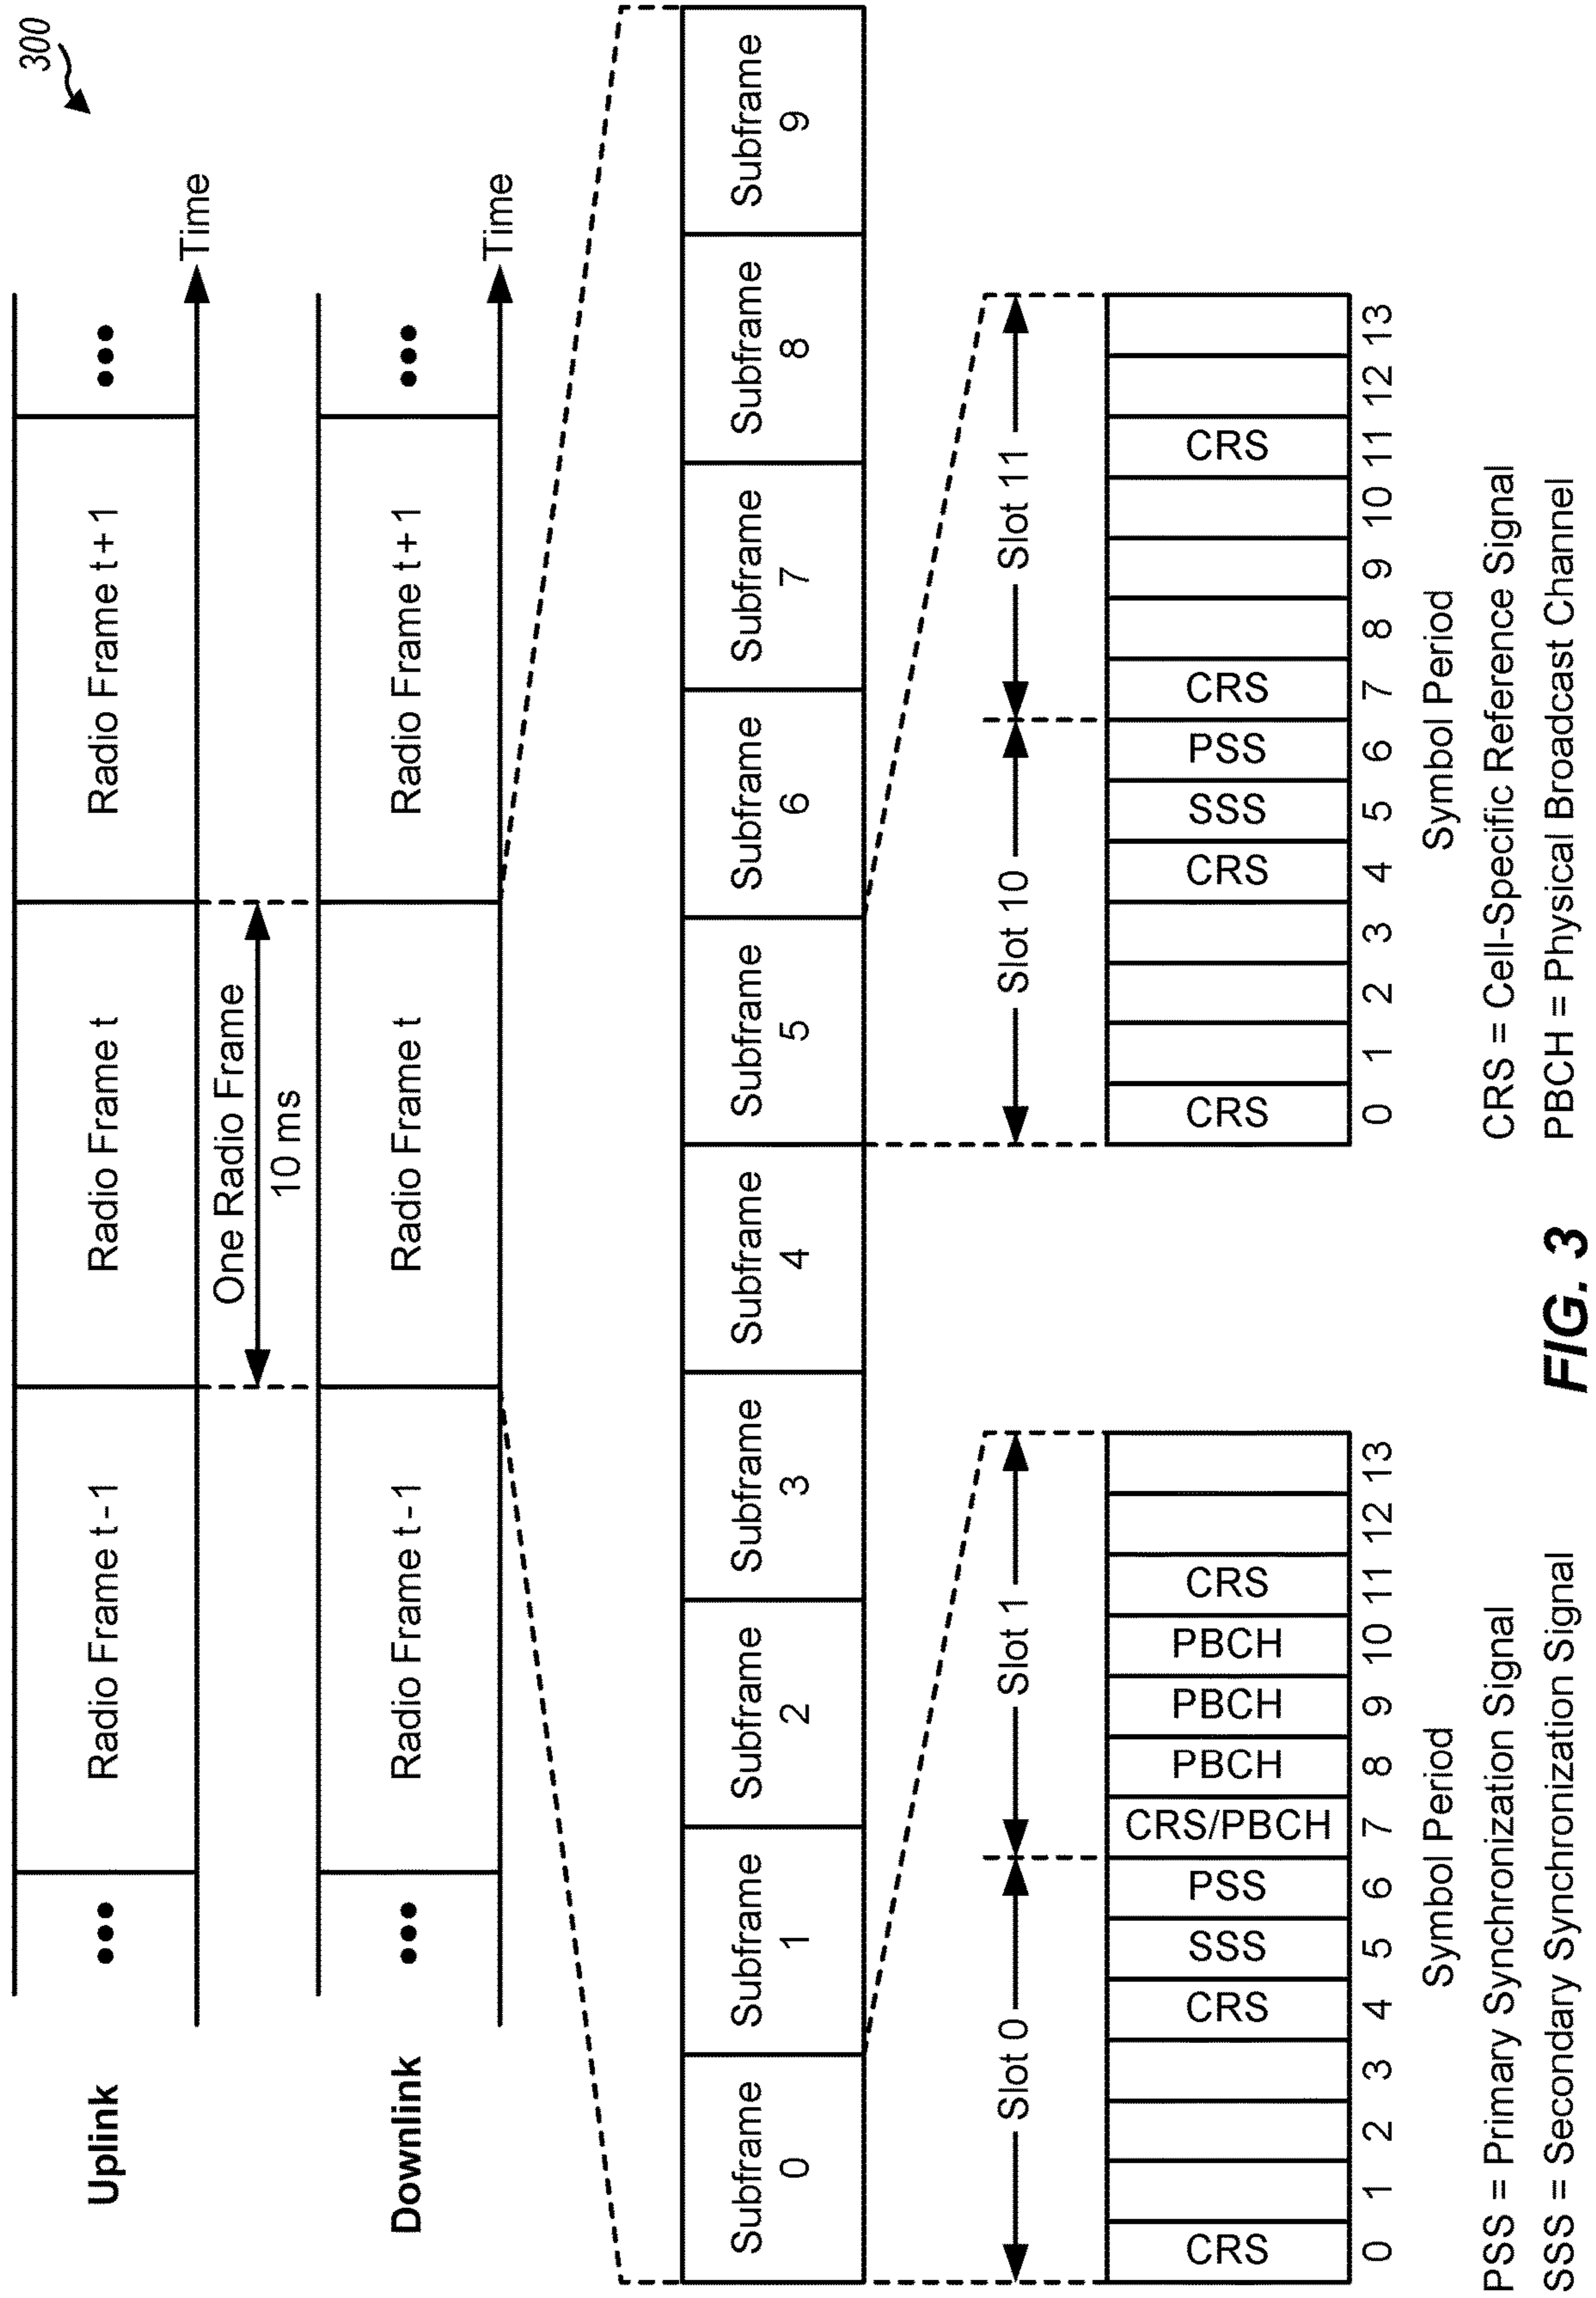 300
Uplink
••• Radio Frame t - 1 Radio Frame t Radio Frame t + 1 •••
Time
One Radio Frame
10 ms
Downlink
••• Radio Frame t - 1 Radio Frame t Radio Frame t + 1 •••
Time
Subframe Subframe Subframe Subframe Subframe Subframe Subframe Subframe Subframe Subframe
0 1 2 3 4 5 6 7 8 9
Slot 0 Slot 1
CRS CRS SSS PSS CRS/PBCH PBCH PBCH PBCH CRS
0 1 2 3 4 5 6 7 8 9 10 11 12 13
Symbol Period
Slot 10 Slot 11
CRS CRS SSS PSS CRS CRS
0 1 2 3 4 5 6 7 8 9 10 11 12 13
Symbol Period
PSS = Primary Synchronization Signal
SSS = Secondary Synchronization Signal
CRS = Cell-Specific Reference Signal
PBCH = Physical Broadcast Channel
FIG. 3